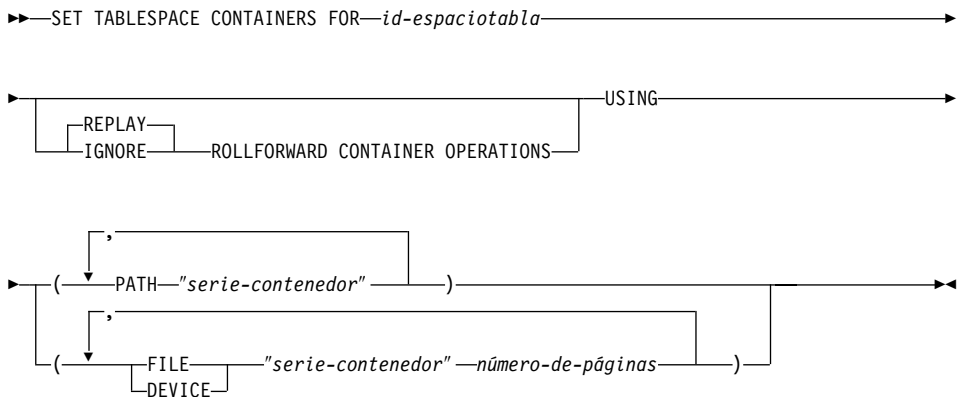 SET TABLESPACE CONTAINERS FOR id-espaciotabla
USING
REPLAY
IGNORE ROLLFORWARD CONTAINER OPERATIONS
,
( PATH "serie-contenedor" )
,
( FILE "serie-contenedor" número-de-páginas )
DEVICE